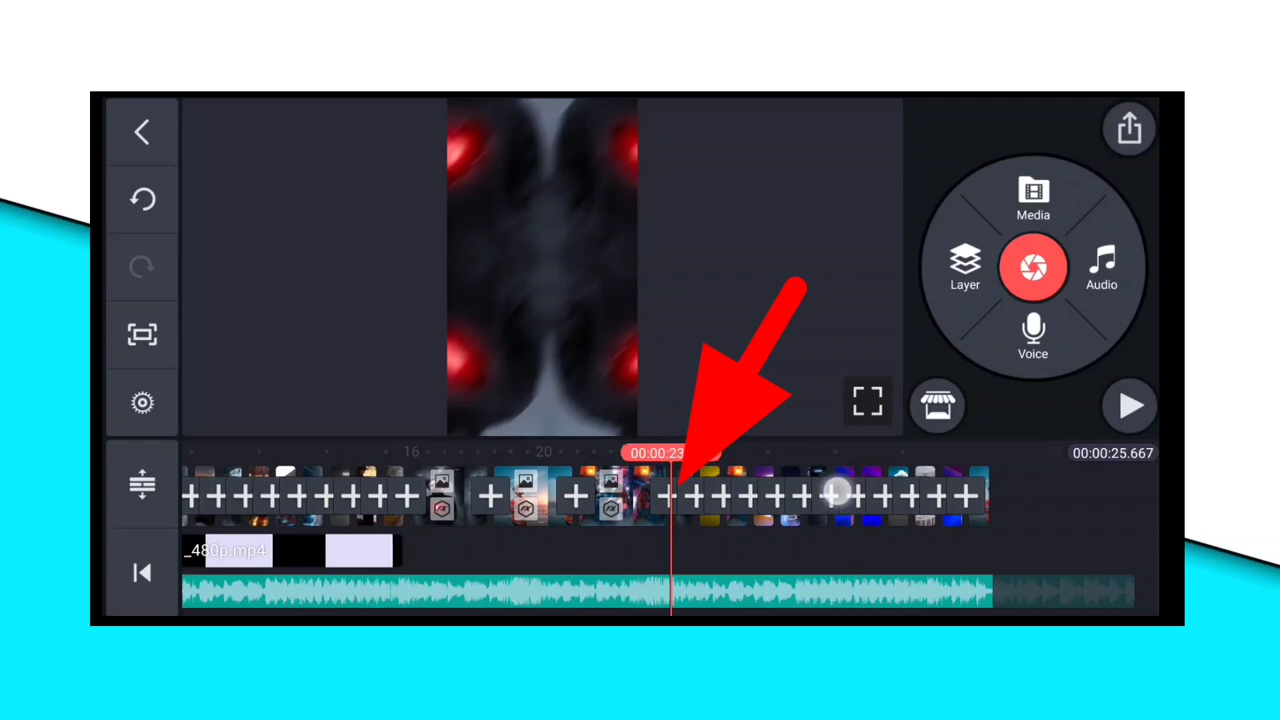 Media
Layer
Audio
Voice
16
20
00:00:23
00:00:25.667
_480p.mp4